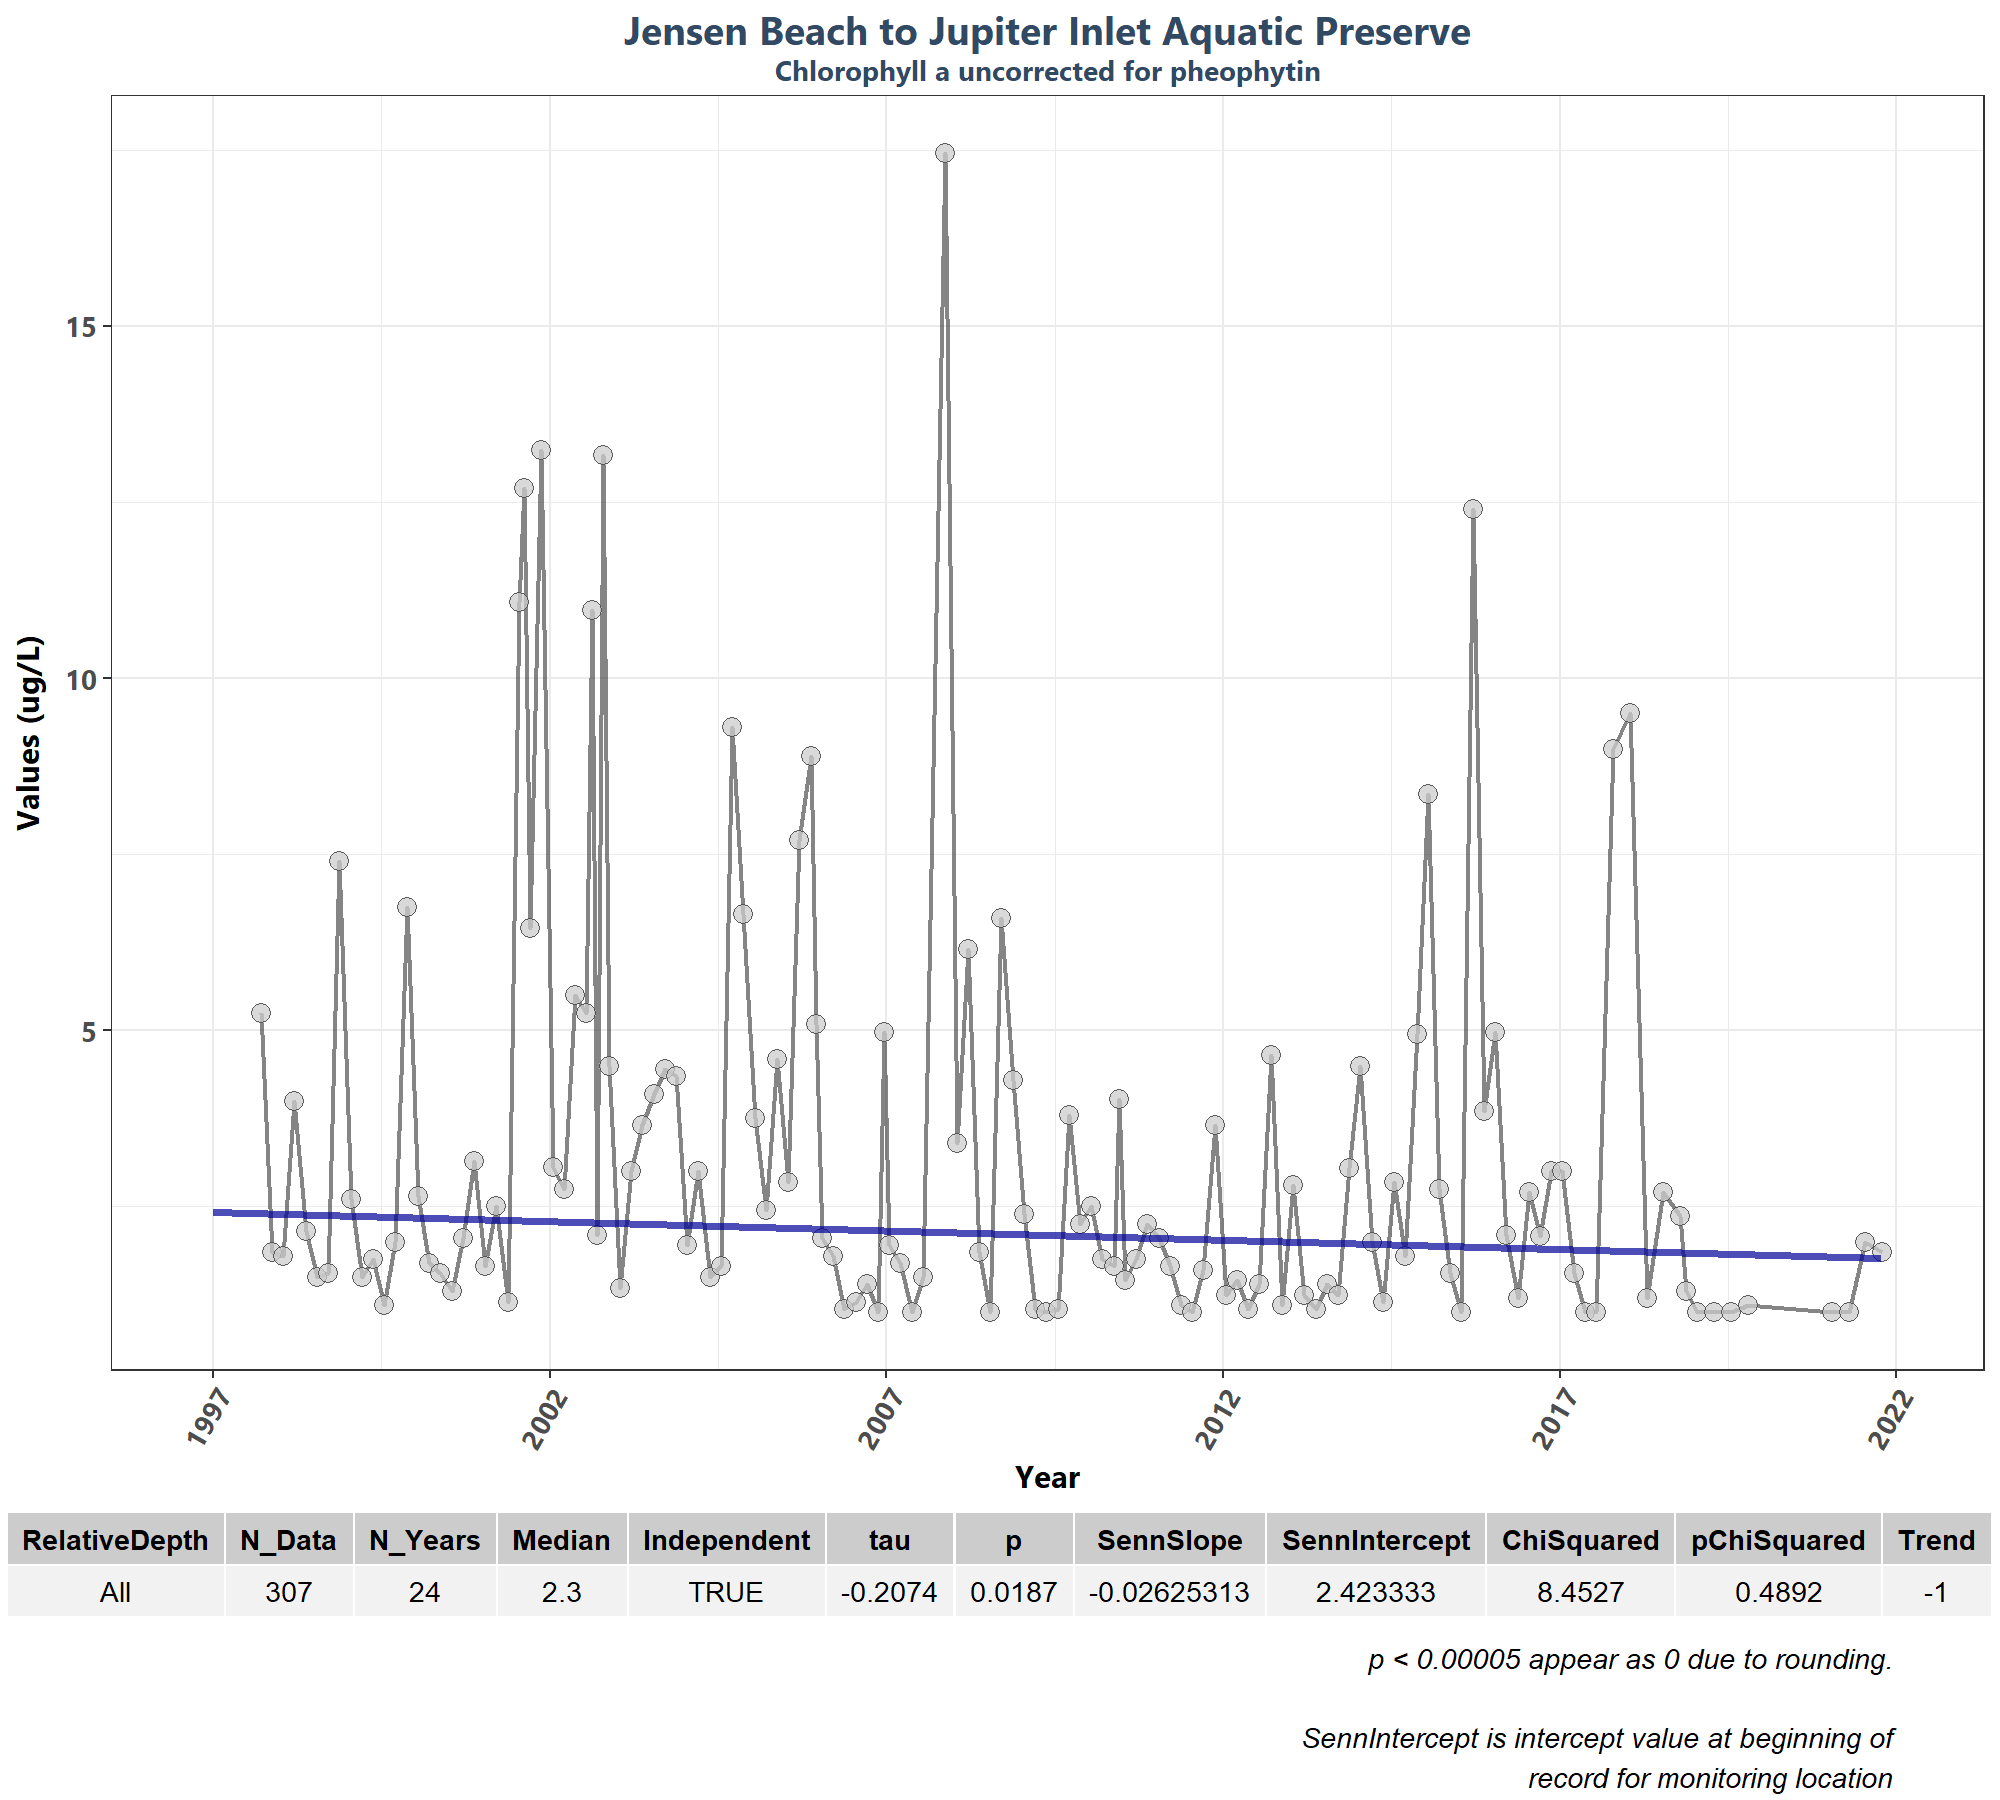 Jensen Beach to Jupiter Inlet Aquatic Preserve
Chlorophyll a uncorrected for pheophytin
Values (ug/L)
15
10
5
1997 2002 2007 2012 2017 2022
Year
RelativeDepth N_Data N_Years Median Independent tau p SennSlope SennIntercept ChiSquared pChiSquared Trend
All 307 24 2.3 TRUE -0.2074 0.0187 -0.02625313 2.423333 8.4527 0.4892 -1
p < 0.00005 appear as 0 due to rounding.
SennIntercept is intercept value at beginning of
record for monitoring location